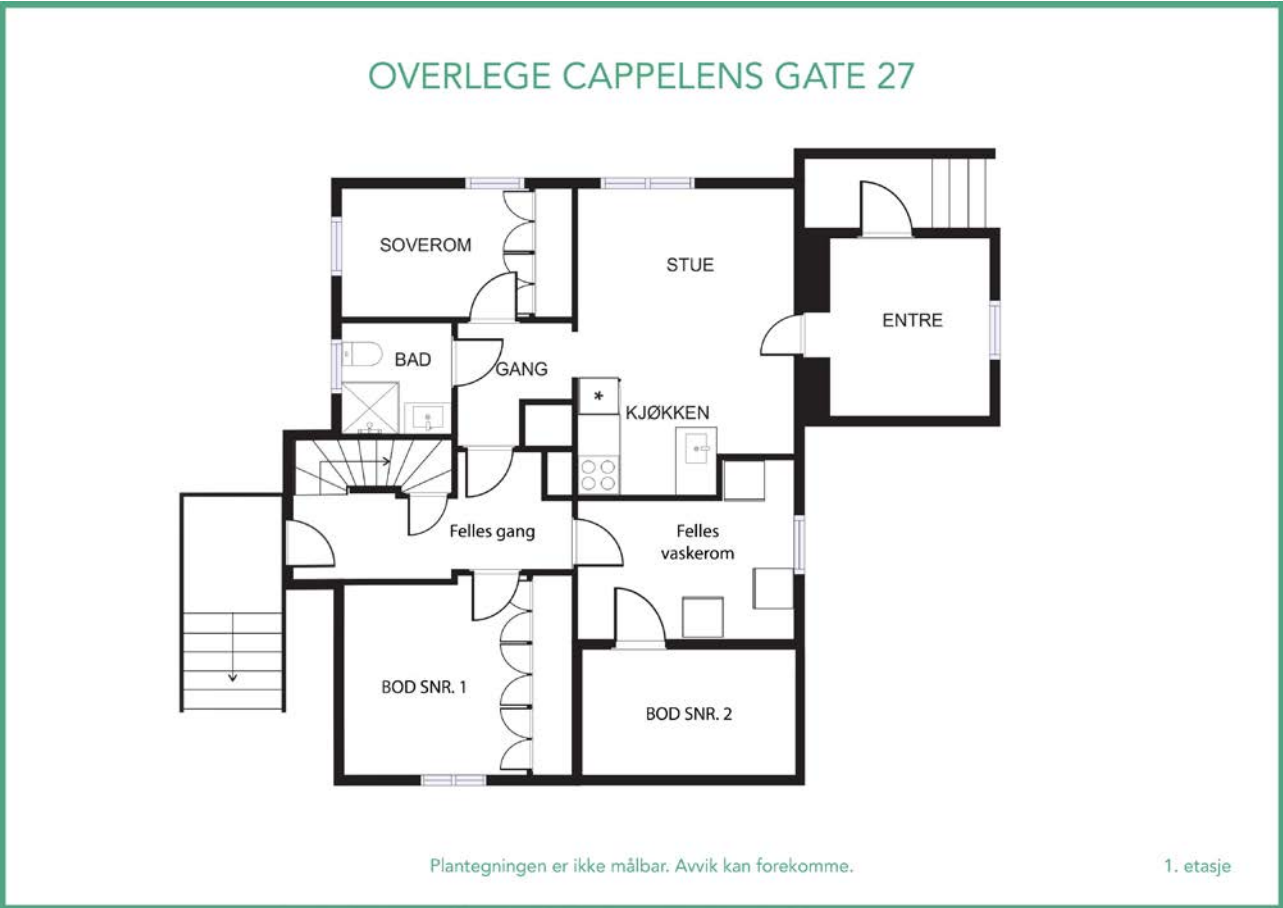 OVERLEGE CAPPELENS GATE 27
SOVEROM
STUE
ENTRE
BAD
GANG
*
KJØKKEN
Felles gang
Felles
vaskerom
BOD SNR. 1
BOD SNR. 2
Plantegningen er ikke målbar. Avvik kan forekomme.
1. etasje